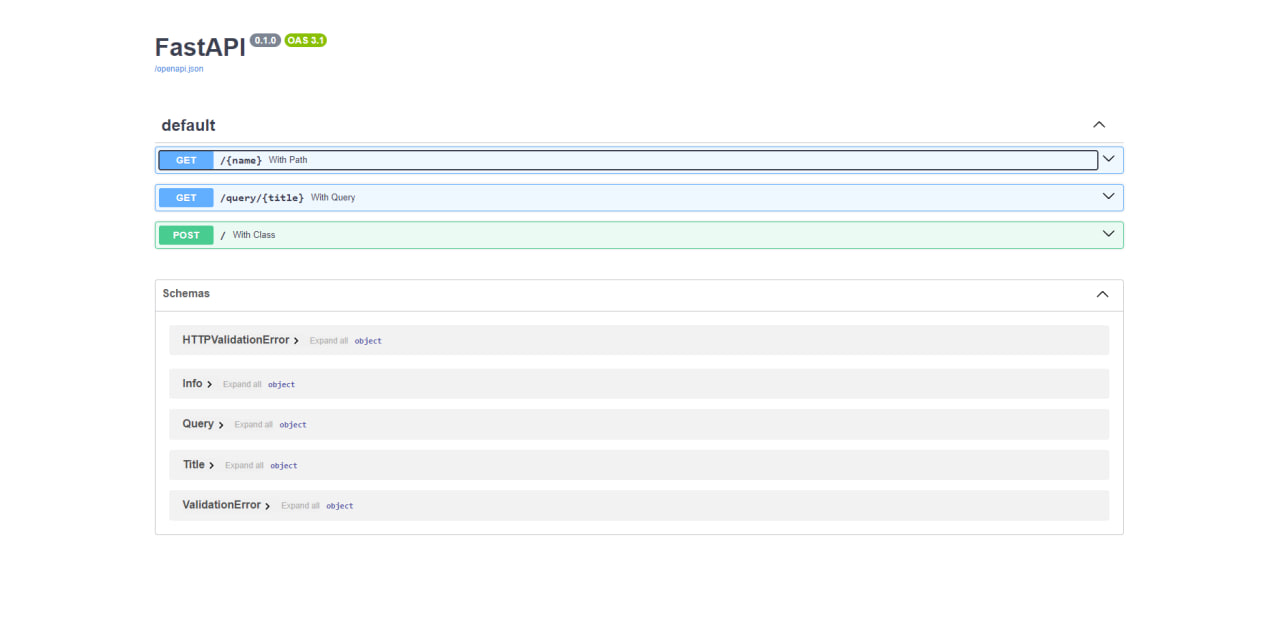 FastAPI 0.1.0 OAS 3.1
/openapi.json
default
GET /{name} With Path
GET /query/{title} With Query
POST / With Class
Schemas
HTTPValidationError Expand all object
Info Expand all object
Query Expand all object
Title Expand all object
ValidationError Expand all object